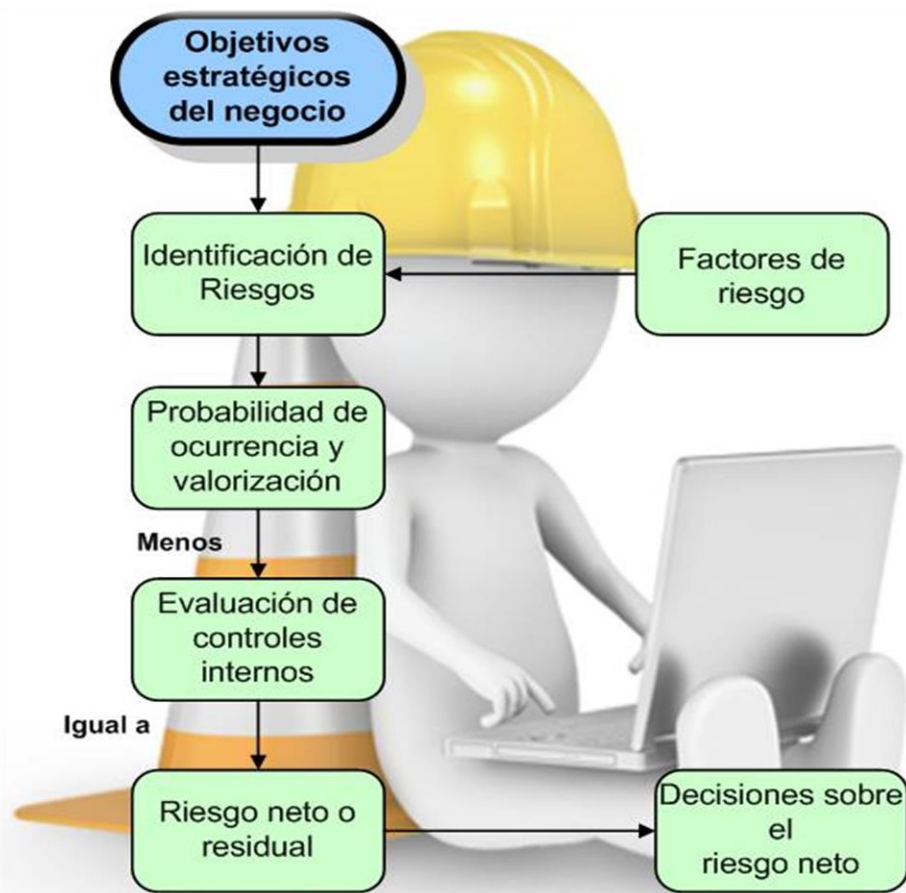 Objetivos
estratégicos
del negocio
Identificación de
Riesgos
Factores de
riesgo
Probabilidad de
ocurrencia y
valorización
Menos
Evaluación de
controles
internos
Igual a
Riesgo neto o
residual
Decisiones sobre
el
riesgo neto